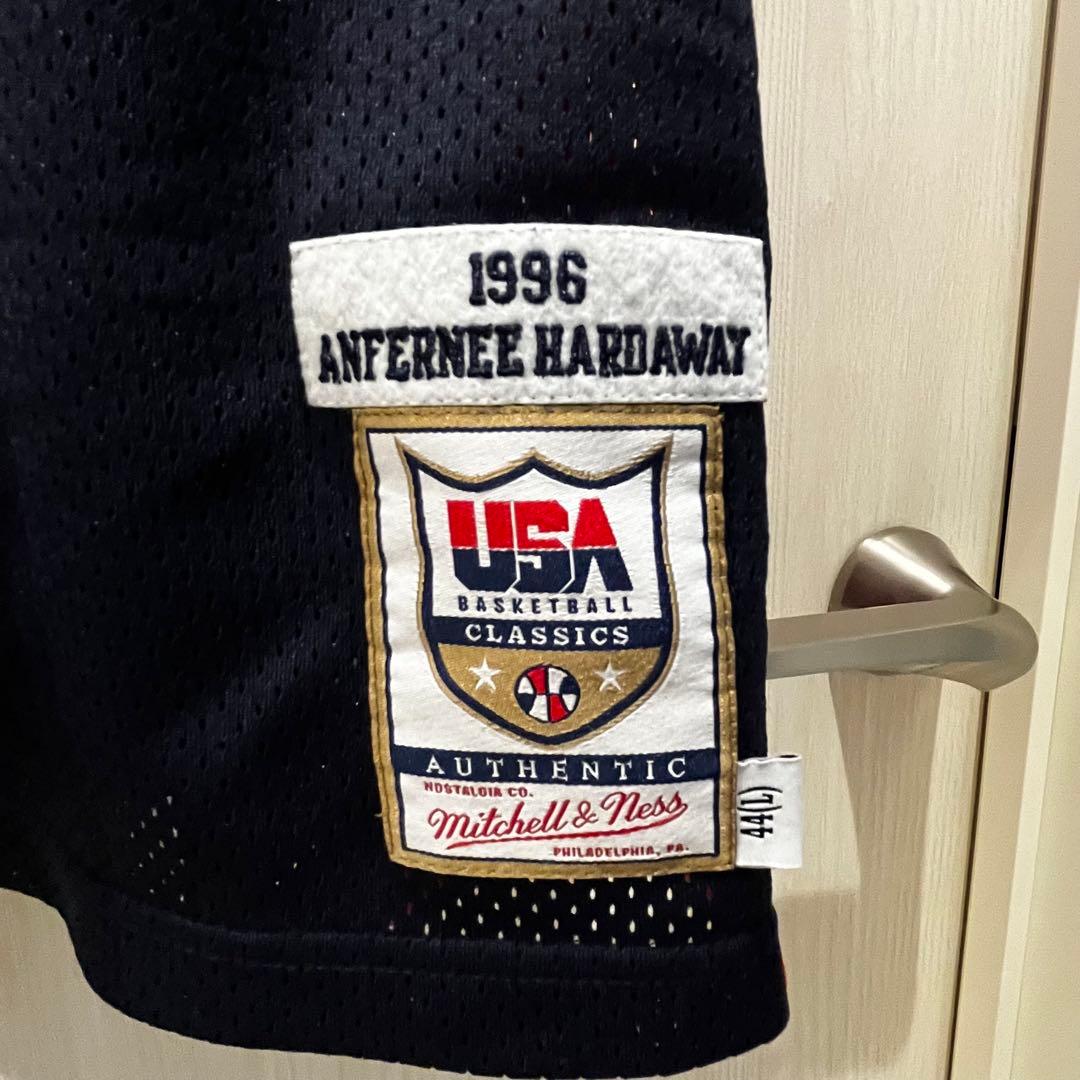 1996
ANFERNEE HARDAWAY
USA
BASKETBALL
CLASSICS
AUTHENTIC
NOSTALGIA CO.
Mitchell & Ness
PHILADELPHIA, PA.
44(L)